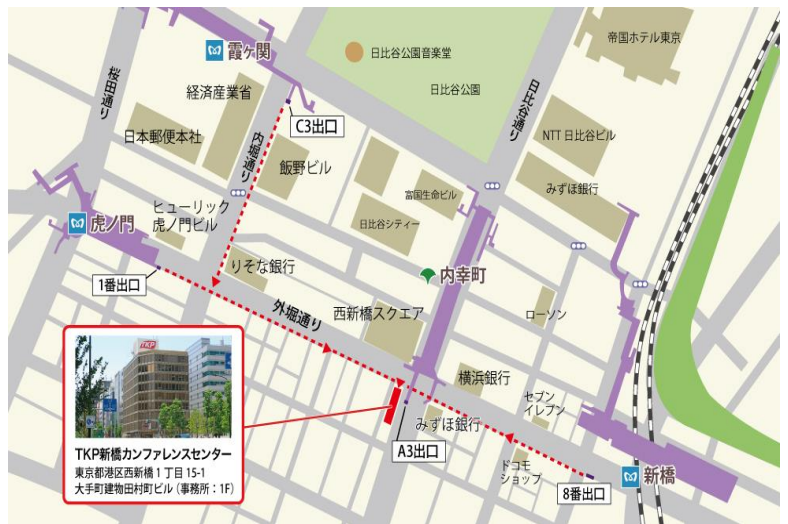 帝国ホテル東京
霞ヶ関
日比谷公園音楽堂
桜田通り
経済産業省
日比谷公園
日比谷通り
C3出口
日本郵便本社
内堀通り
NTT 日比谷ビル
飯野ビル
富国生命ビル
みずほ銀行
ヒューリック
虎ノ門ビル
虎ノ門
日比谷シティー
りそな銀行
内幸町
1番出口
外堀通り
西新橋スクエア
ローソン
TKP
横浜銀行
セブン
イレブン
みずほ銀行
A3出口
ドコモ
ショップ
新橋
8番出口
TKP新橋カンファレンスセンター
東京都港区西新橋1丁目15-1
大手町建物田村町ビル（事務所：1F）